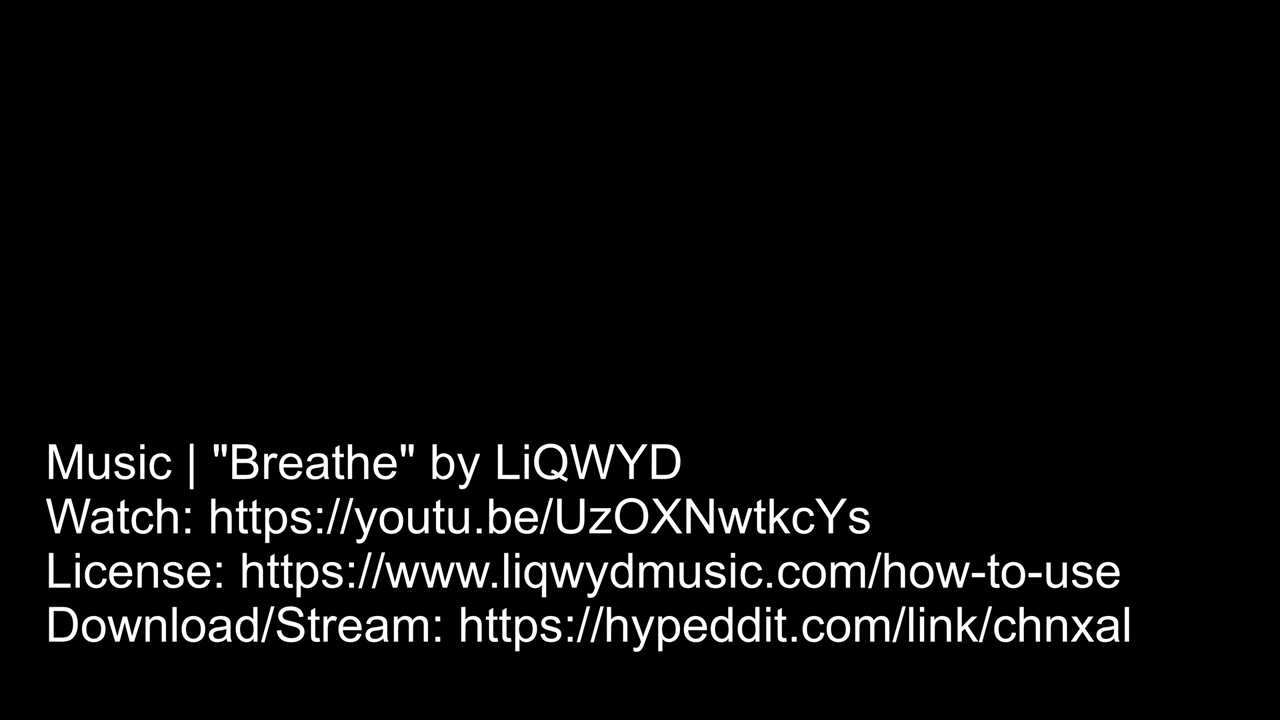 Music | "Breathe" by LiQWYD
Watch: https://youtu.be/UzOXNwtkcYs
License: https://www.liqwydmusic.com/how-to-use
Download/Stream: https://hypeddit.com/link/chnxal